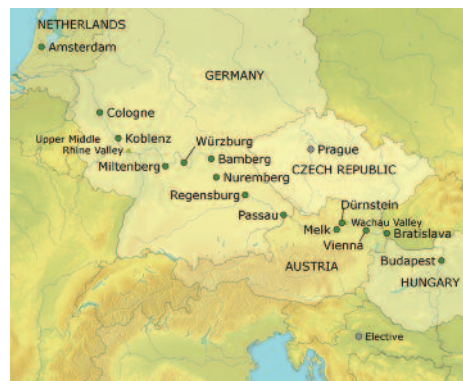 NETHERLANDS
Amsterdam
GERMANY
Cologne
Upper Middle
Rhine Valley
Koblenz
Würzburg
Miltenberg
Bamberg
Prague
Nuremberg
CZECH REPUBLIC
Regensburg
Dürnstein
Passau
Wachau Valley
Melk
Bratislava
Vienna
Budapest
AUSTRIA
HUNGARY
Elective